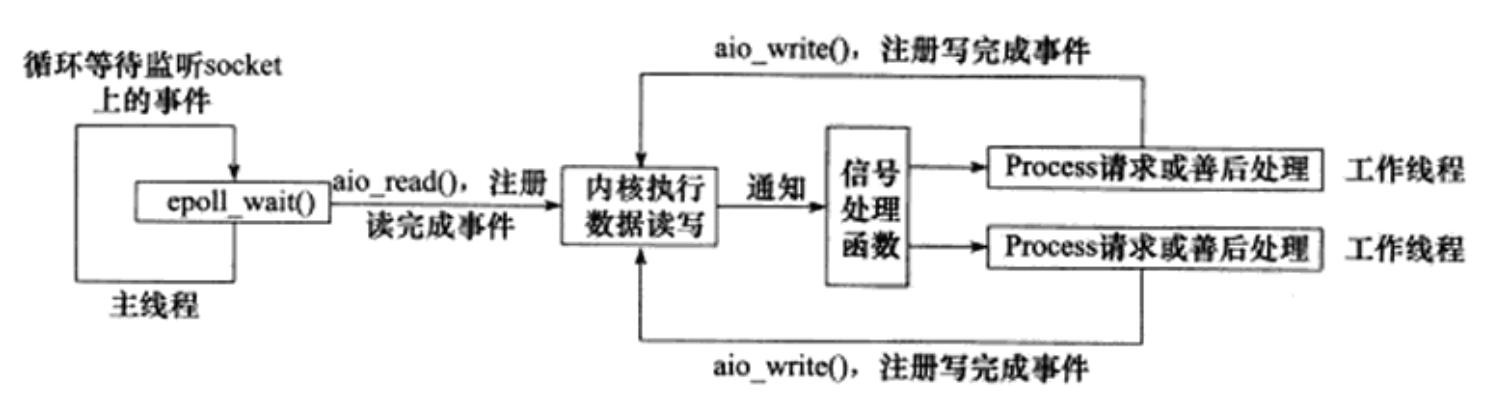 循环等待监听socket
上的事件
epoll_wait()
主线程
aio_read()，注册
读完成事件
内核执行
数据读写
通知
信号
处理
函数
aio_write()，注册写完成事件
Process请求或善后处理
工作线程
Process请求或善后处理
工作线程
aio_write()，注册写完成事件